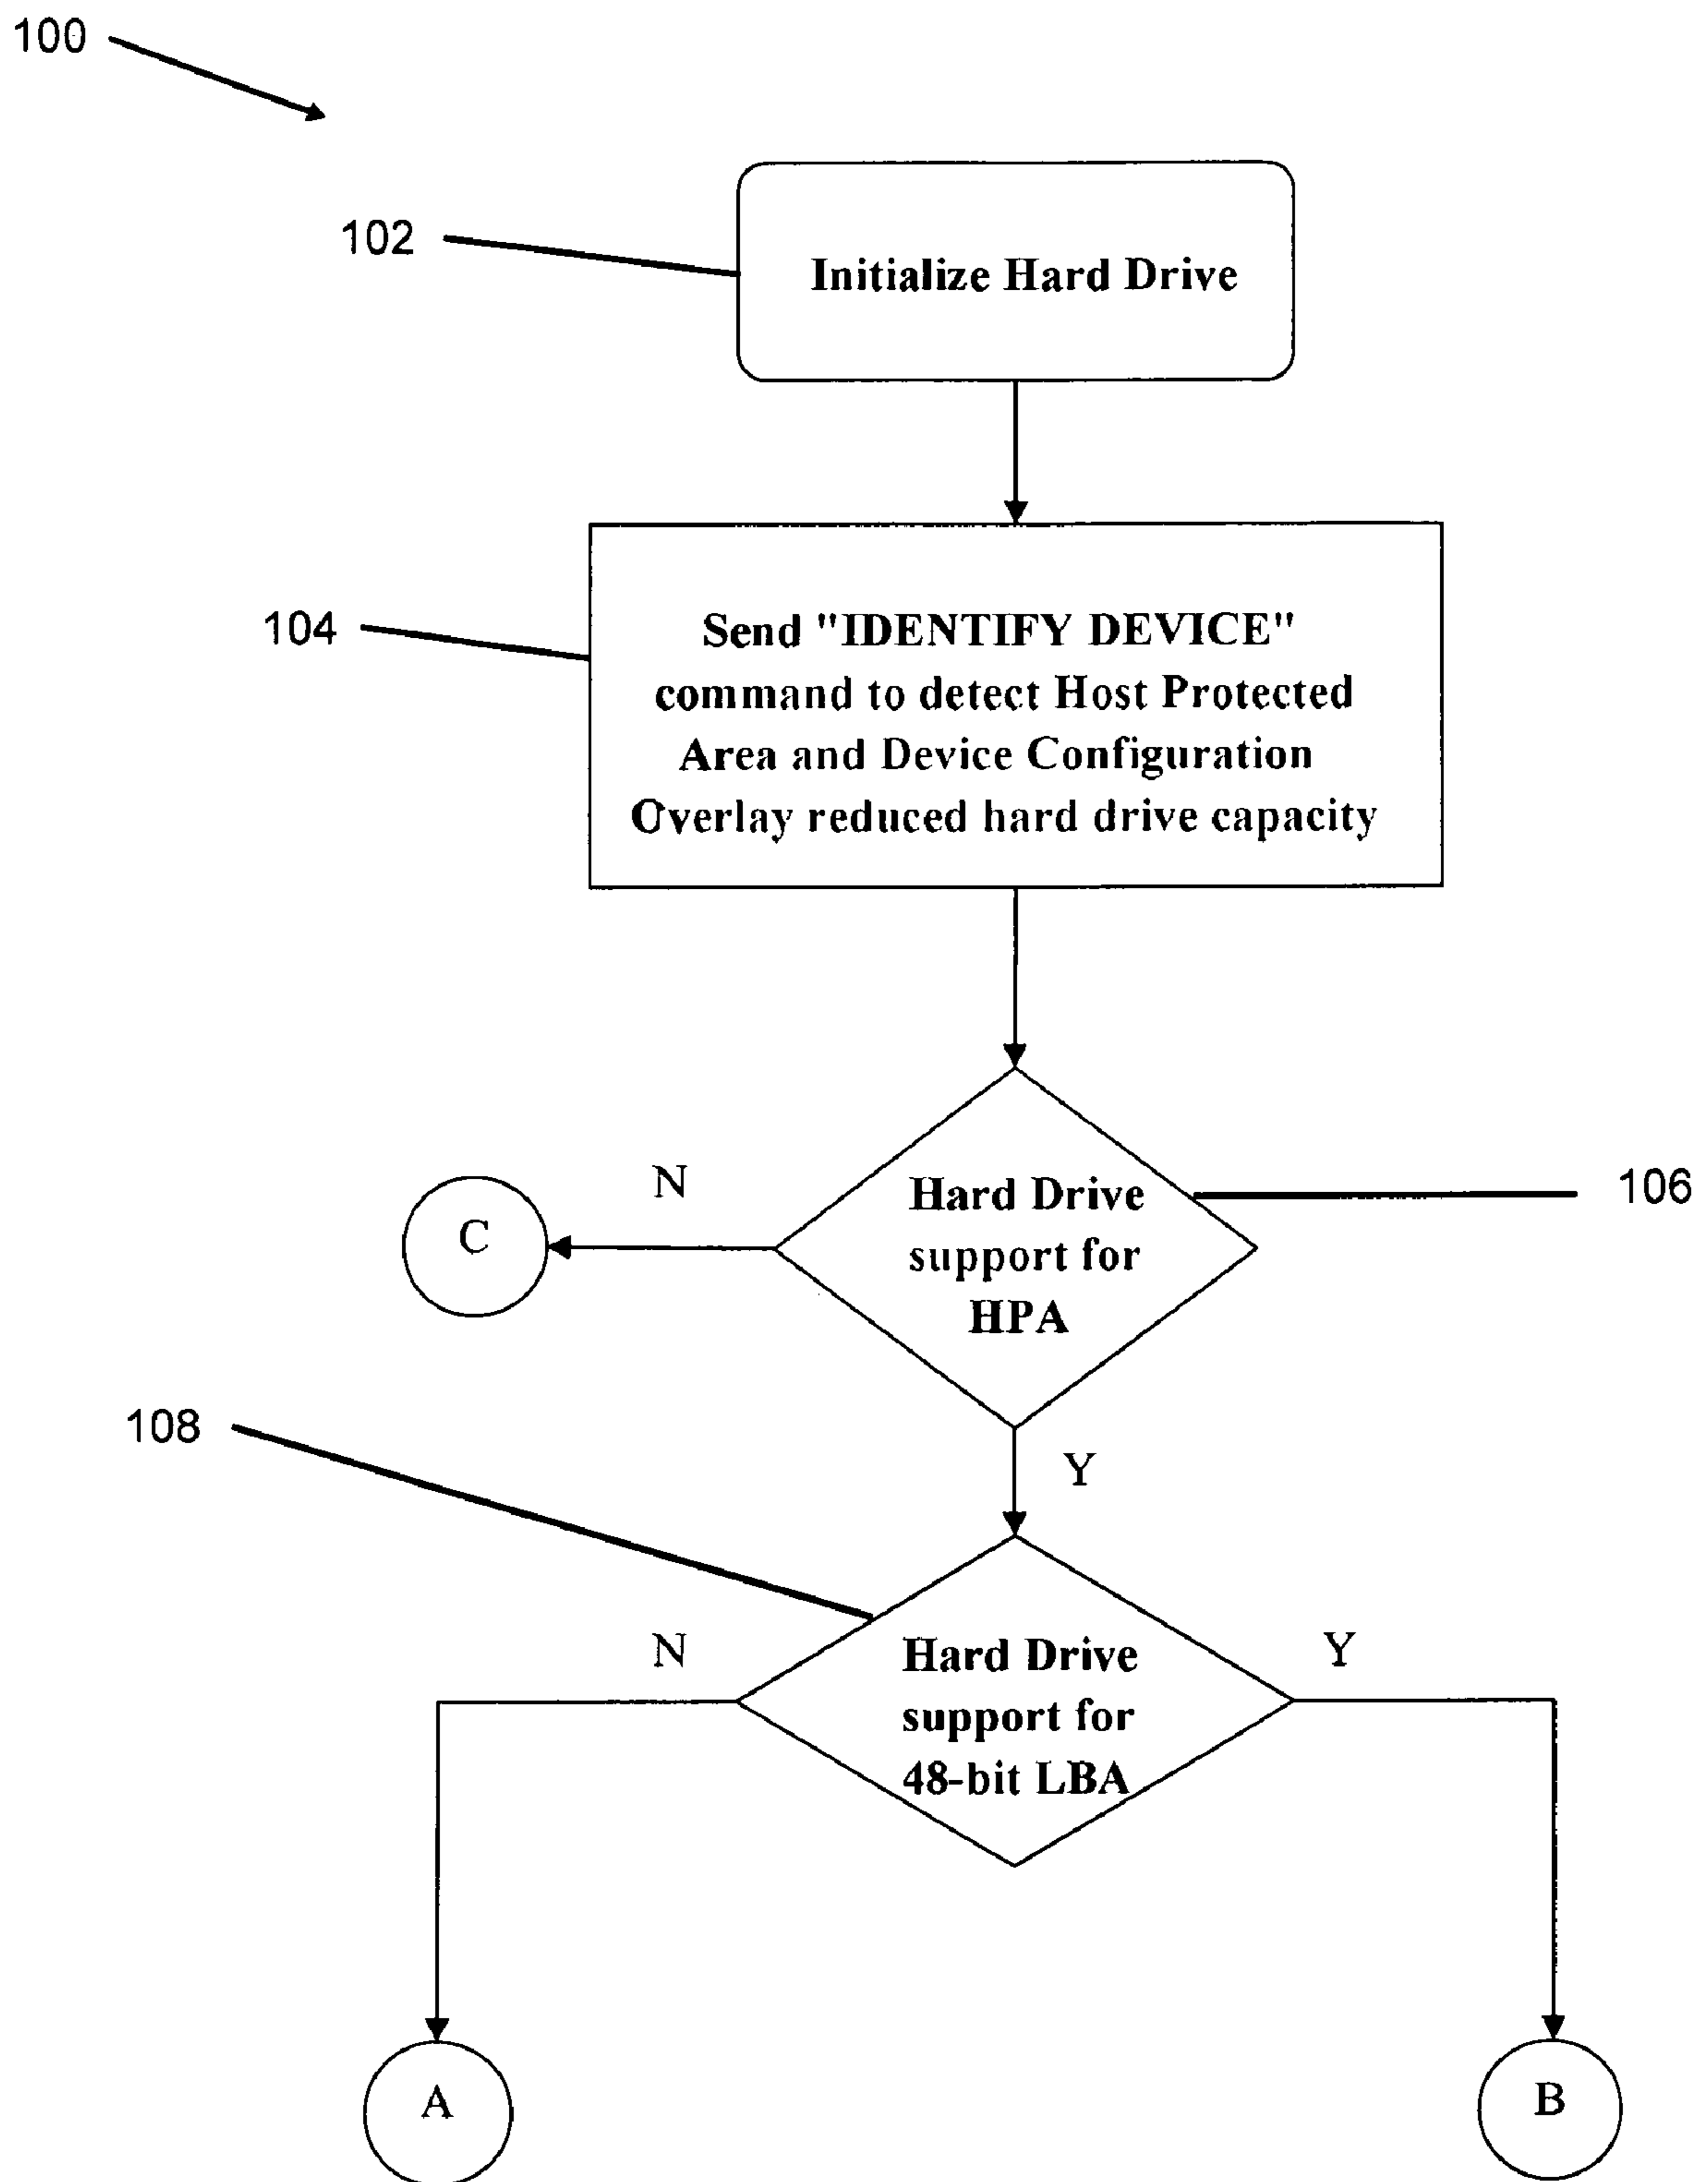 100
102
Initialize Hard Drive
104
Send "IDENTIFY DEVICE"
command to detect Host Protected
Area and Device Configuration
Overlay reduced hard drive capacity
N
C
Hard Drive
support for
HPA
106
108
Y
N
Hard Drive
support for
48-bit LBA
Y
A
B